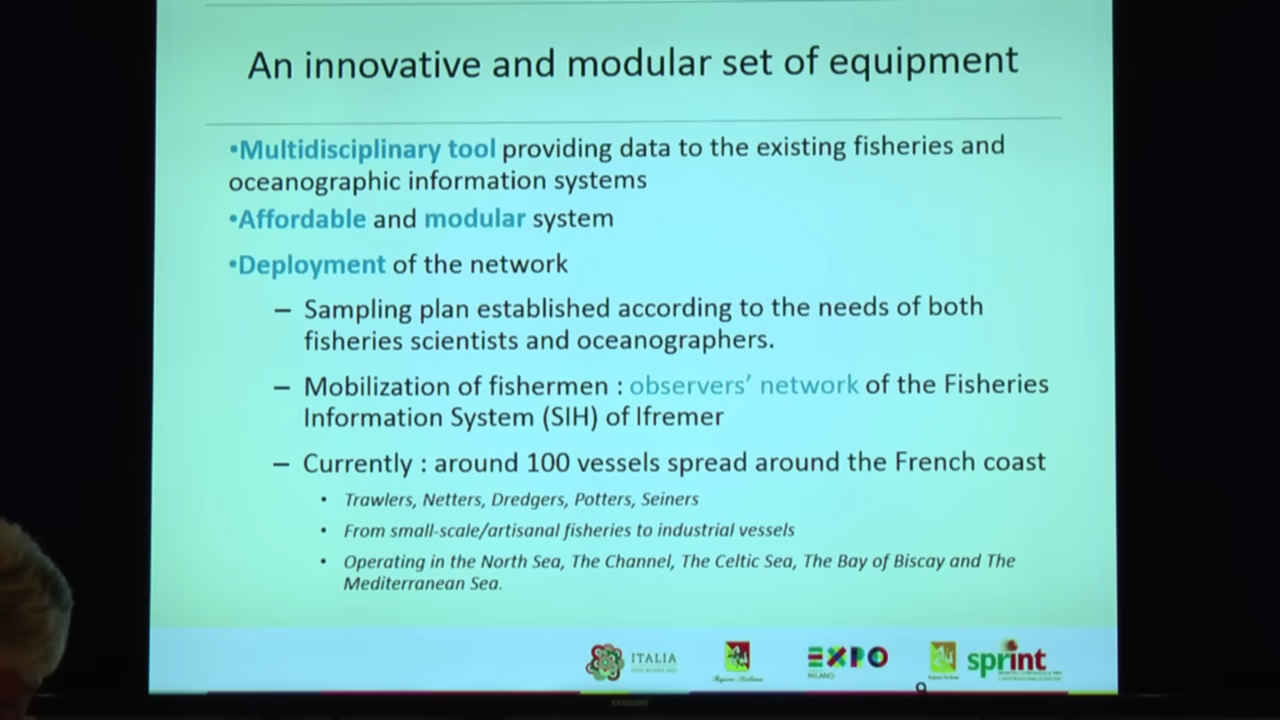 An innovative and modular set of equipment
•Multidisciplinary tool providing data to the existing fisheries and
oceanographic information systems
•Affordable and modular system
•Deployment of the network
– Sampling plan established according to the needs of both
fisheries scientists and oceanographers.
– Mobilization of fishermen : observers' network of the Fisheries
Information System (SIH) of Ifremer
– Currently : around 100 vessels spread around the French coast
• Trawlers, Netters, Dredgers, Potters, Seiners
• From small-scale/artisanal fisheries to industrial vessels
• Operating in the North Sea, The Channel, The Celtic Sea, The Bay of Biscay and The
Mediterranean Sea.
ITALIA
EXPO
MILANO
sprint
9
SAMSUNG